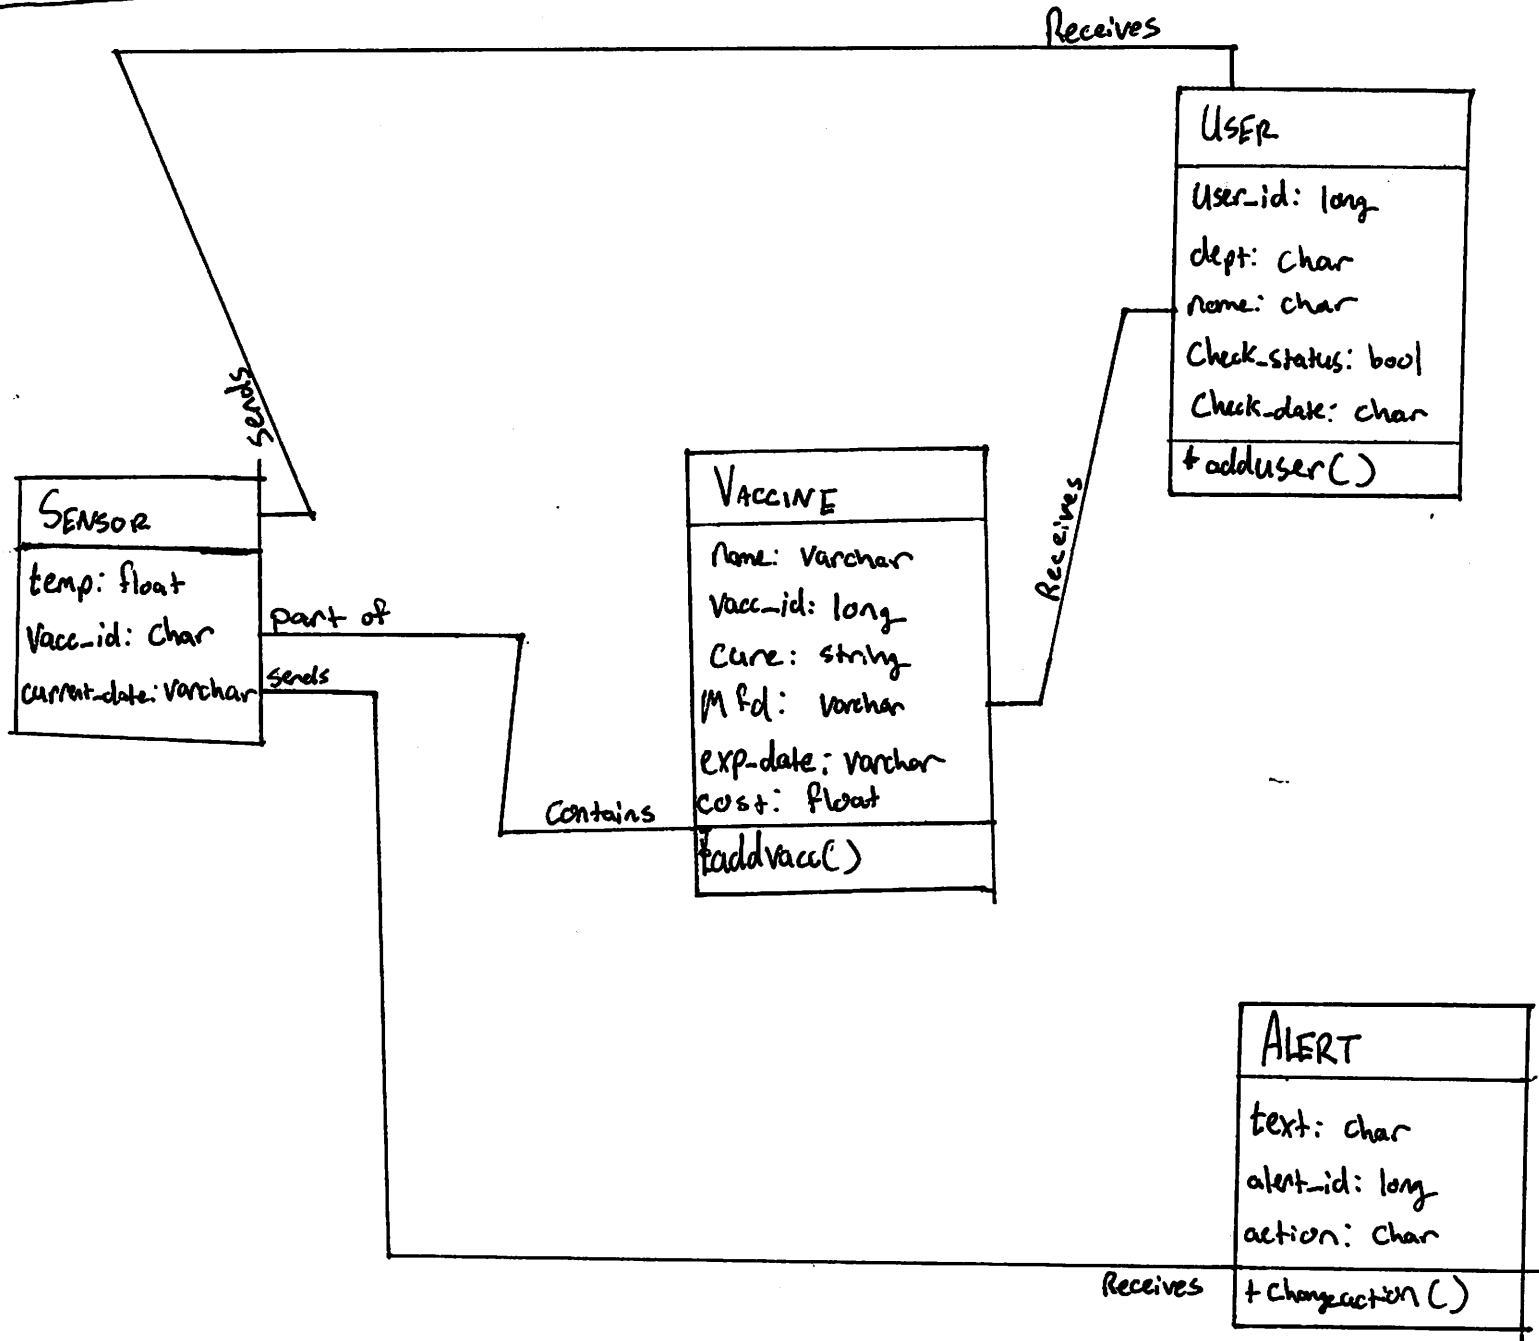 Receives
USER
User_id: long
dept: char
name: char
Check_status: bool
Check_date: char
+ adduser()
Sends
SENSOR
temp: float
Vacc_id: Char
current_date: varchar
part of
sends
VACCINE
Name: Varchar
Vacc_id: long
Cure: string
Mfd: varchar
exp_date: varchar
cost: float
+addvacc()
Contains
Receives
ALERT
text: char
alert_id: long
action: char
+ Changeaction()
Receives